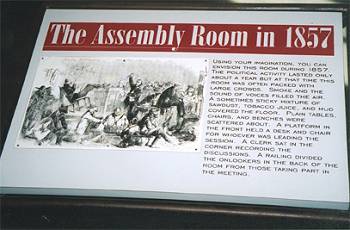 The Assembly Room in 1857
Using your imagination, you can
envision this room during 1857.
The political activity lasted only
about a year but at that time this
room was often packed with
large crowds. Smoke and the
sound of voices filled the air.
A sometimes sticky mixture of
sawdust, tobacco juice, and mud
covered the floor. Plain tables,
chairs, and benches were
scattered about. A platform in
the front held a desk and chair
for whoever was leading the
session. A clerk sat in the
corner recording the
discussions. A railing divided
the onlookers in the back of the
room from those taking part in
the meeting.